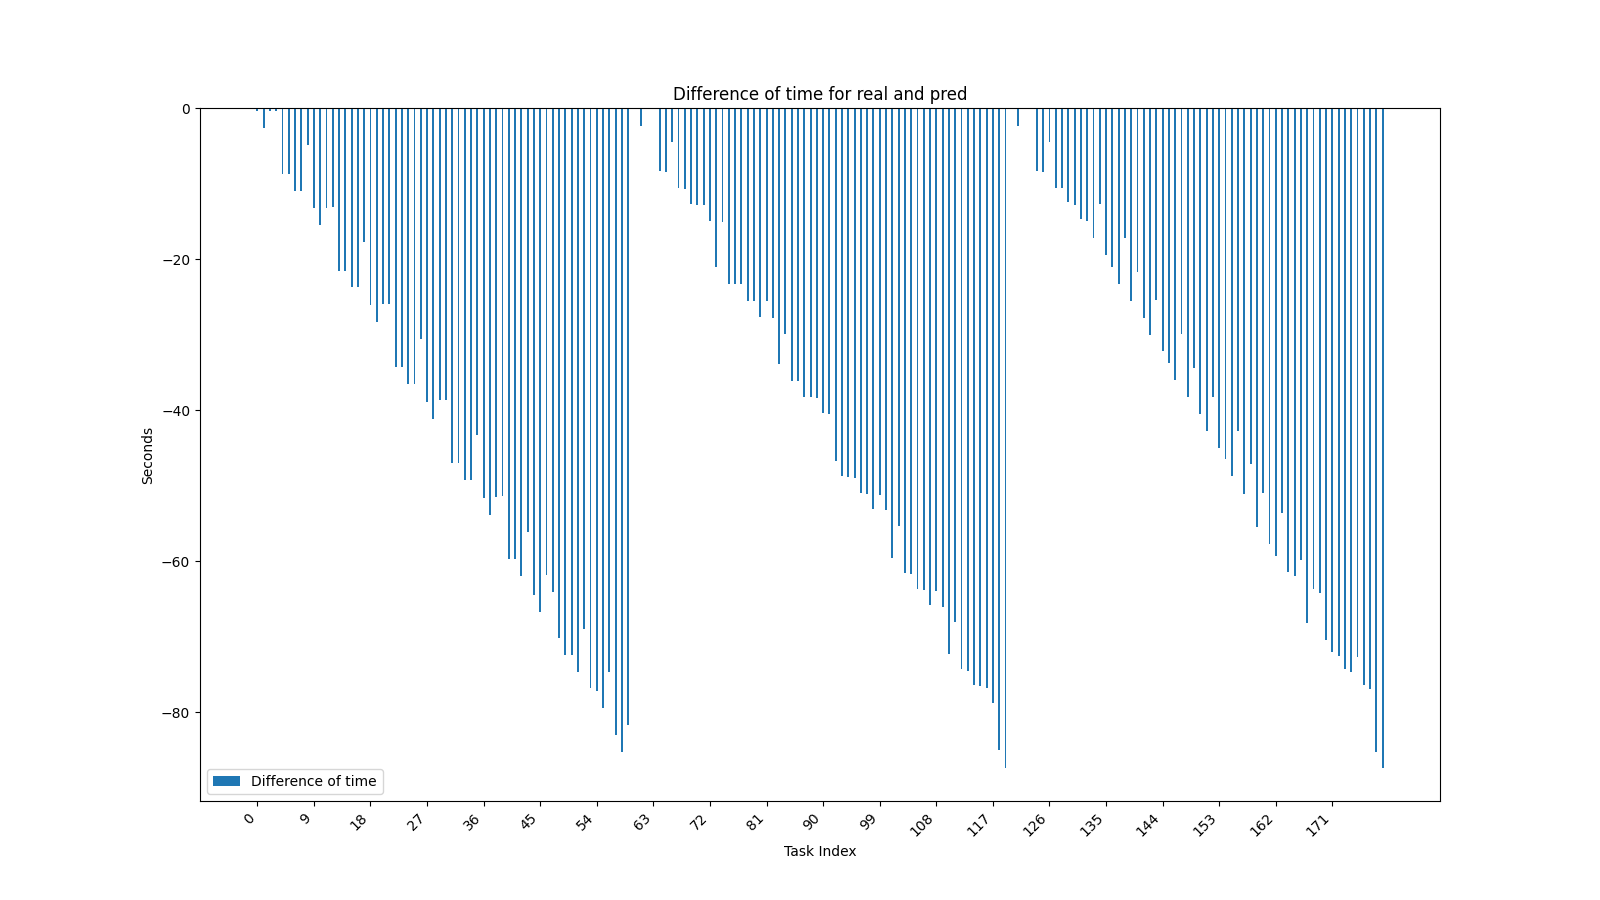 Difference of time for real and pred
0
−20
−40
−60
−80
Seconds
Difference of time
0 9 18 27 36 45 54 63 72 81 90 99 108 117 126 135 144 153 162 171
Task Index